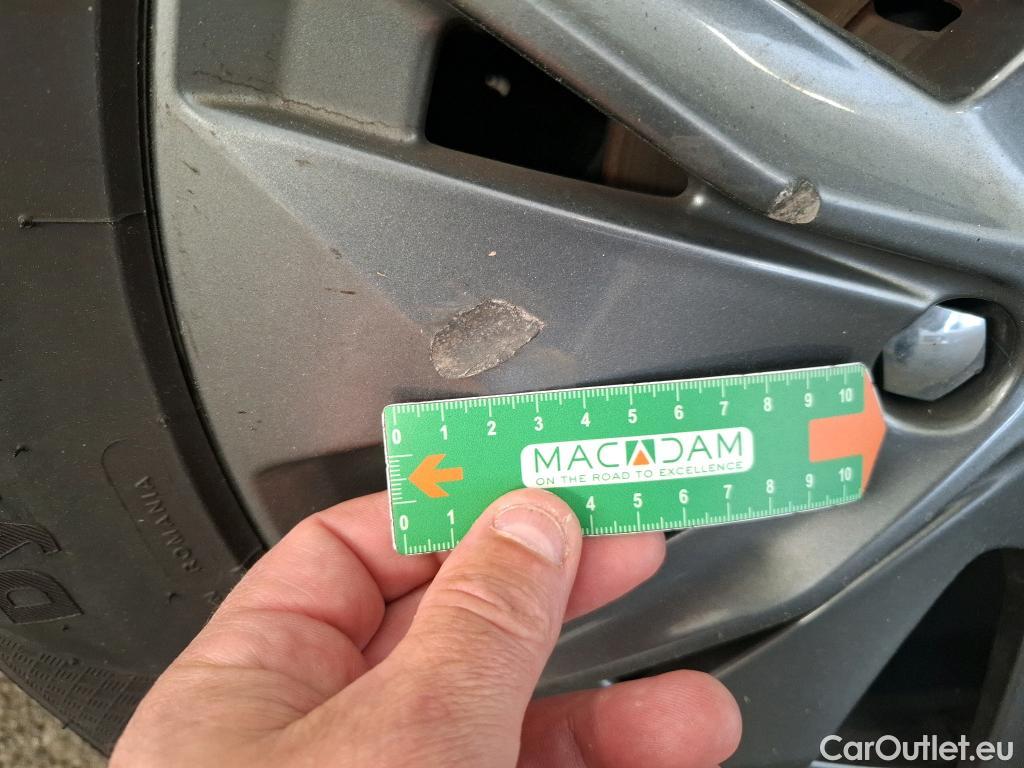 0 1 2 3 4 5 6 7 8 9 10
MACADAM
ON THE ROAD TO EXCELLENCE
0 1 4 5 6 7 8 9 10
ROMANIA
CarOutlet.eu